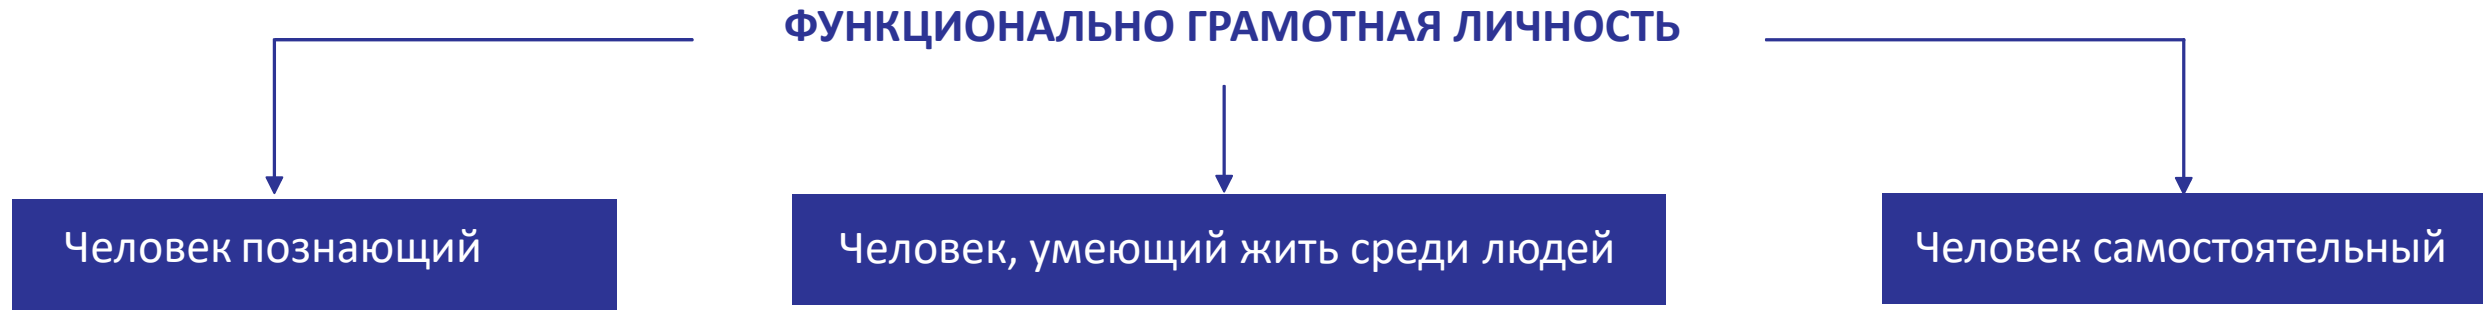 ФУНКЦИОНАЛЬНО ГРАМОТНАЯ ЛИЧНОСТЬ
Человек познающий
Человек, умеющий жить среди людей
Человек самостоятельный